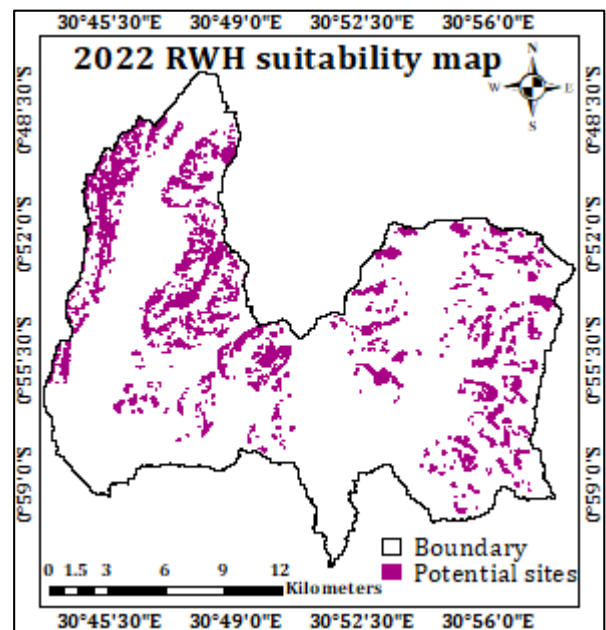 30°45'30"E 30°49'0"E 30°52'30"E 30°56'0"E
2022 RWH suitability map
N
W E
S
0°48'30"S 0°48'30"S
0°52'0"S 0°52'0"S
0°55'30"S 0°55'30"S
0°59'0"S 0°59'0"S
Boundary
Potential sites
0 1.5 3 6 9 12
Kilometers
30°45'30"E 30°49'0"E 30°52'30"E 30°56'0"E